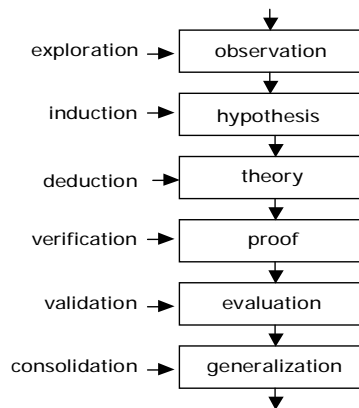 exploration observation
induction hypothesis
deduction theory
verification proof
validation evaluation
consolidation generalization